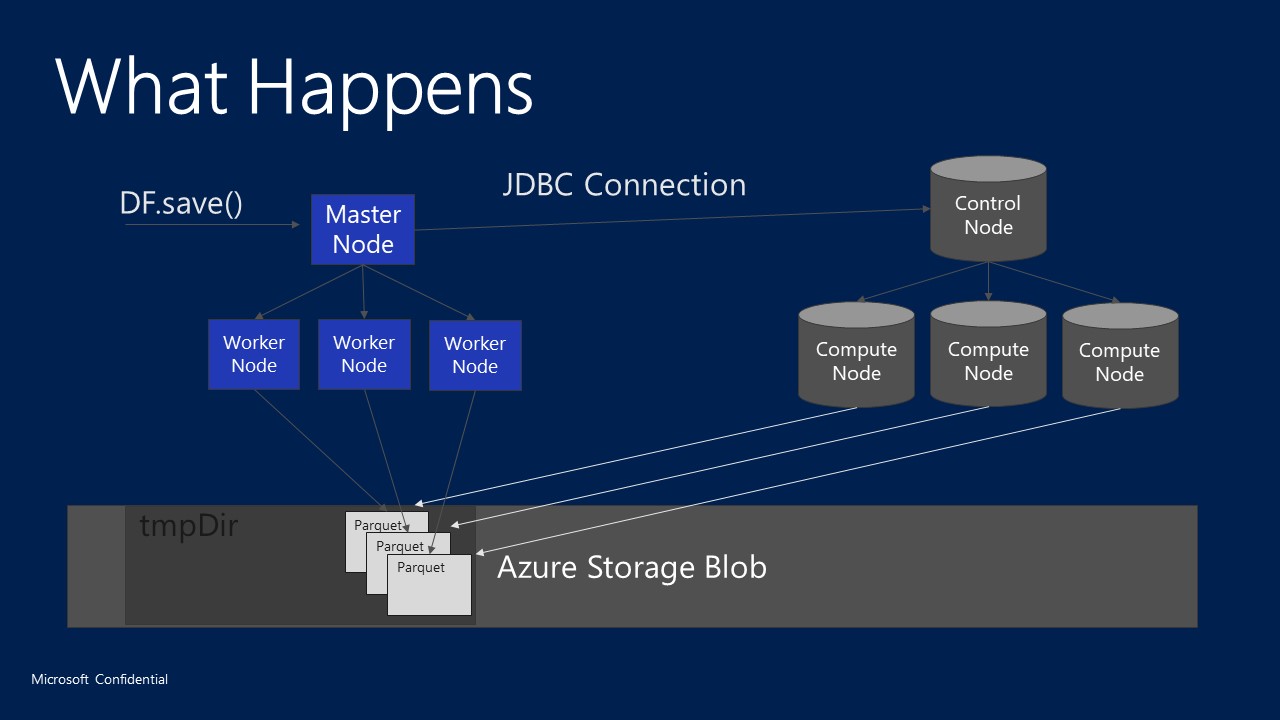 What Happens
DF.save()
JDBC Connection
Master
Node
Control
Node
Worker
Node
Worker
Node
Worker
Node
Compute
Node
Compute
Node
Compute
Node
tmpDir
Parquet
Parquet
Parquet
Azure Storage Blob
Microsoft Confidential